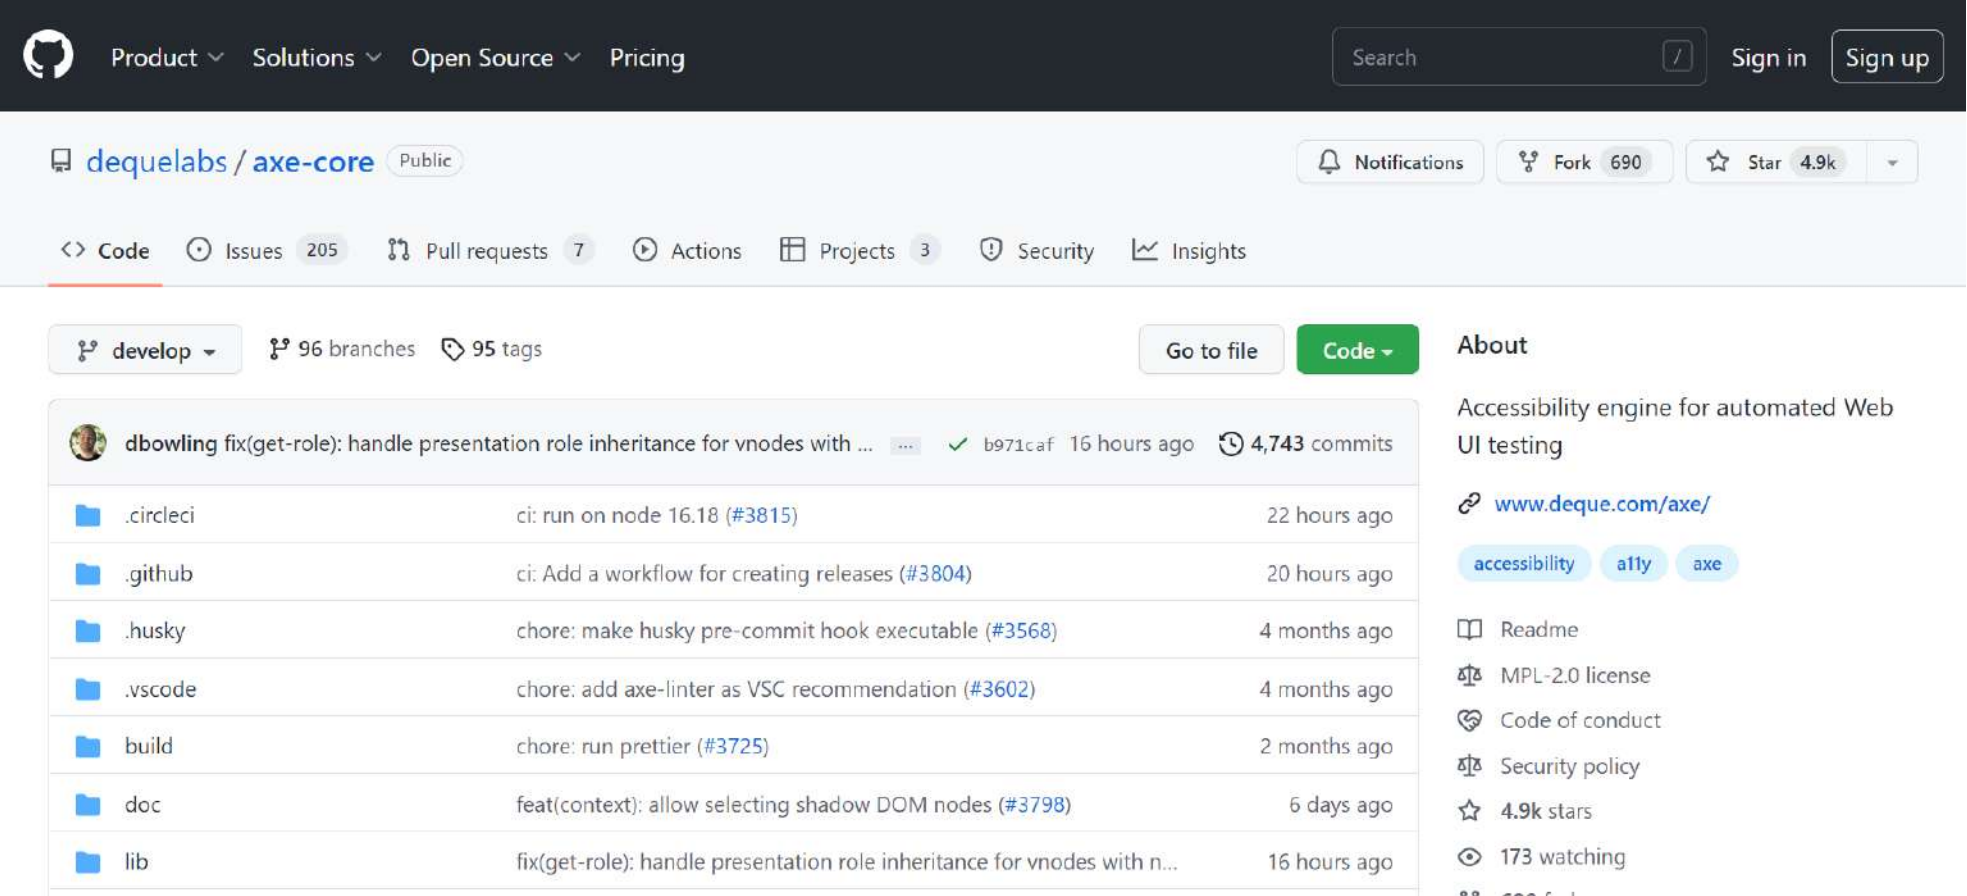 Product Solutions Open Source Pricing Search / Sign in Sign up
dequelabs / axe-core Public Notifications Fork 690 Star 4.9k
Code Issues 205 Pull requests 7 Actions Projects 3 Security Insights
develop 96 branches 95 tags Go to file Code
dbowling fix(get-role): handle presentation role inheritance for vnodes with ... ... b971caf 16 hours ago 4,743 commits
.circleci ci: run on node 16.18 (#3815) 22 hours ago
.github ci: Add a workflow for creating releases (#3804) 20 hours ago
.husky chore: make husky pre-commit hook executable (#3568) 4 months ago
.vscode chore: add axe-linter as VSC recommendation (#3602) 4 months ago
build chore: run prettier (#3725) 2 months ago
doc feat(context): allow selecting shadow DOM nodes (#3798) 6 days ago
lib fix(get-role): handle presentation role inheritance for vnodes with n... 16 hours ago
About
Accessibility engine for automated Web
UI testing
www.deque.com/axe/
accessibility a11y axe
Readme
MPL-2.0 license
Code of conduct
Security policy
4.9k stars
173 watching